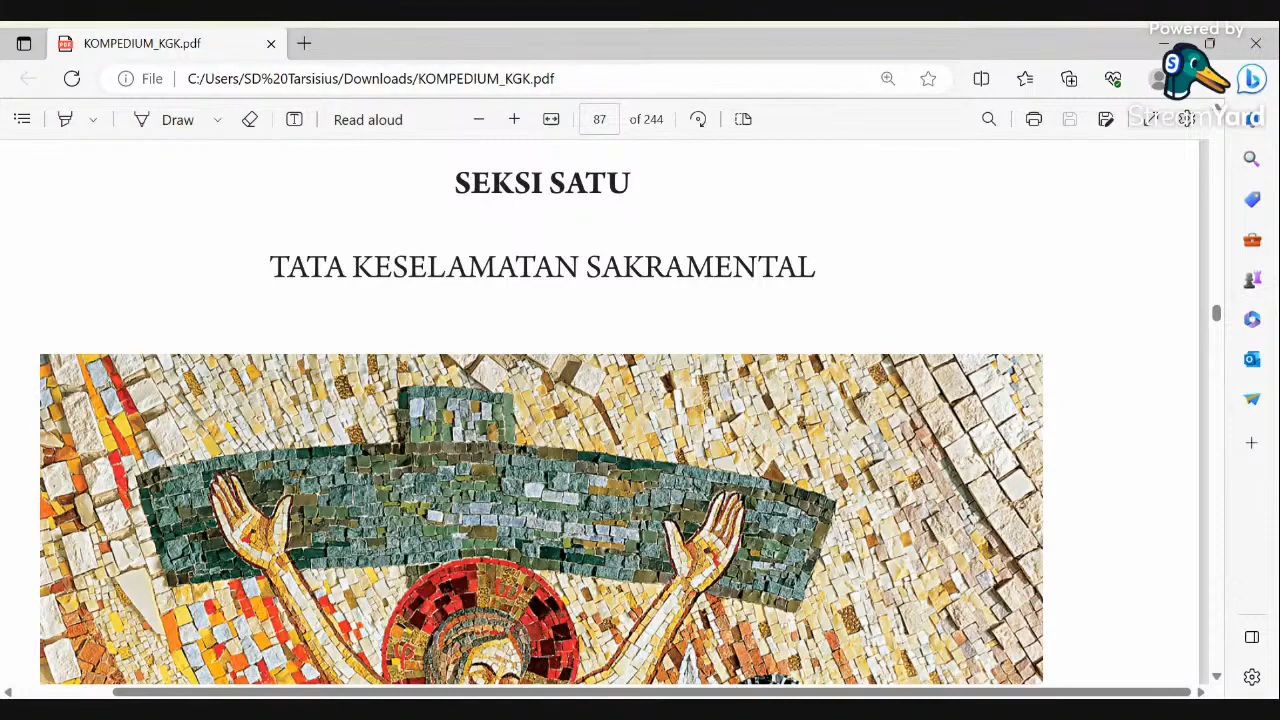 Powered by
KOMPEDIUM_KGK.pdf
File
C:/Users/SD%20Tarsisius/Downloads/KOMPEDIUM_KGK.pdf
Draw
Read aloud
87
of 244
StreamYard
SEKSI SATU
TATA KESELAMATAN SAKRAMENTAL